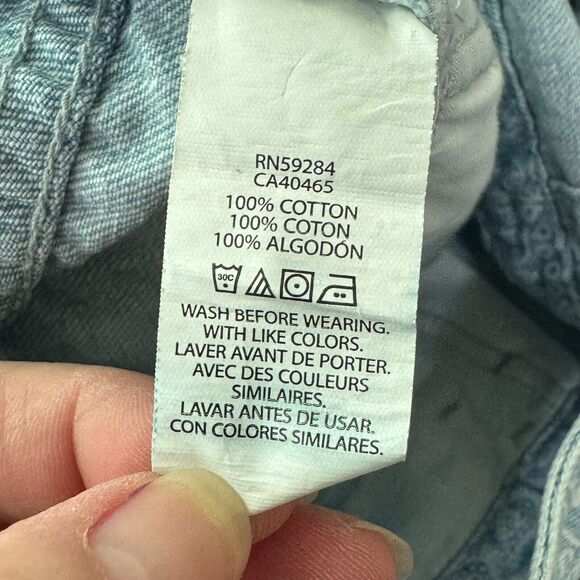 RN59284
CA40465
100% COTTON
100% COTON
100% ALGODÓN
30C
WASH BEFORE WEARING.
WITH LIKE COLORS.
LAVER AVANT DE PORTER.
AVEC DES COULEURS
SIMILAIRES.
LAVAR ANTES DE USAR.
CON COLORES SIMILARES.